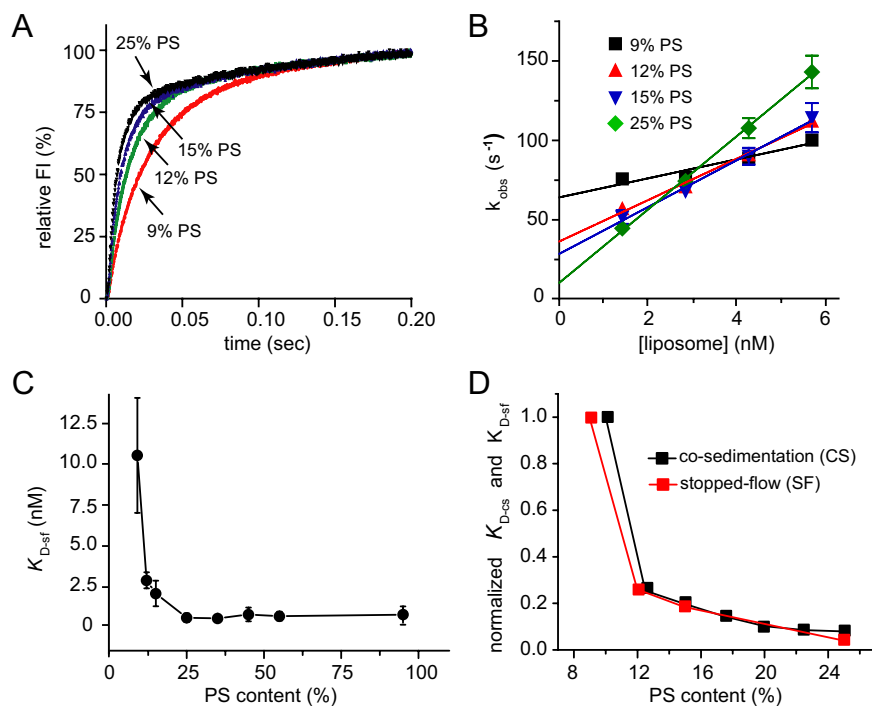 A
25% PS
15% PS
12% PS
9% PS
relative FI (%)
100
75
50
25
0
0.00
0.05
0.10
0.15
0.20
time (sec)
B
9% PS
12% PS
15% PS
25% PS
k_obs (s⁻¹)
150
100
50
0
0
2
4
6
[liposome] (nM)
C
K_D-sf (nM)
12.5
10.0
7.5
5.0
2.5
0
0
25
50
75
100
PS content (%)
D
co-sedimentation (CS)
stopped-flow (SF)
normalized K_D-cs and K_D-sf
1.0
0.8
0.6
0.4
0.2
0.0
8
12
16
20
24
PS content (%)